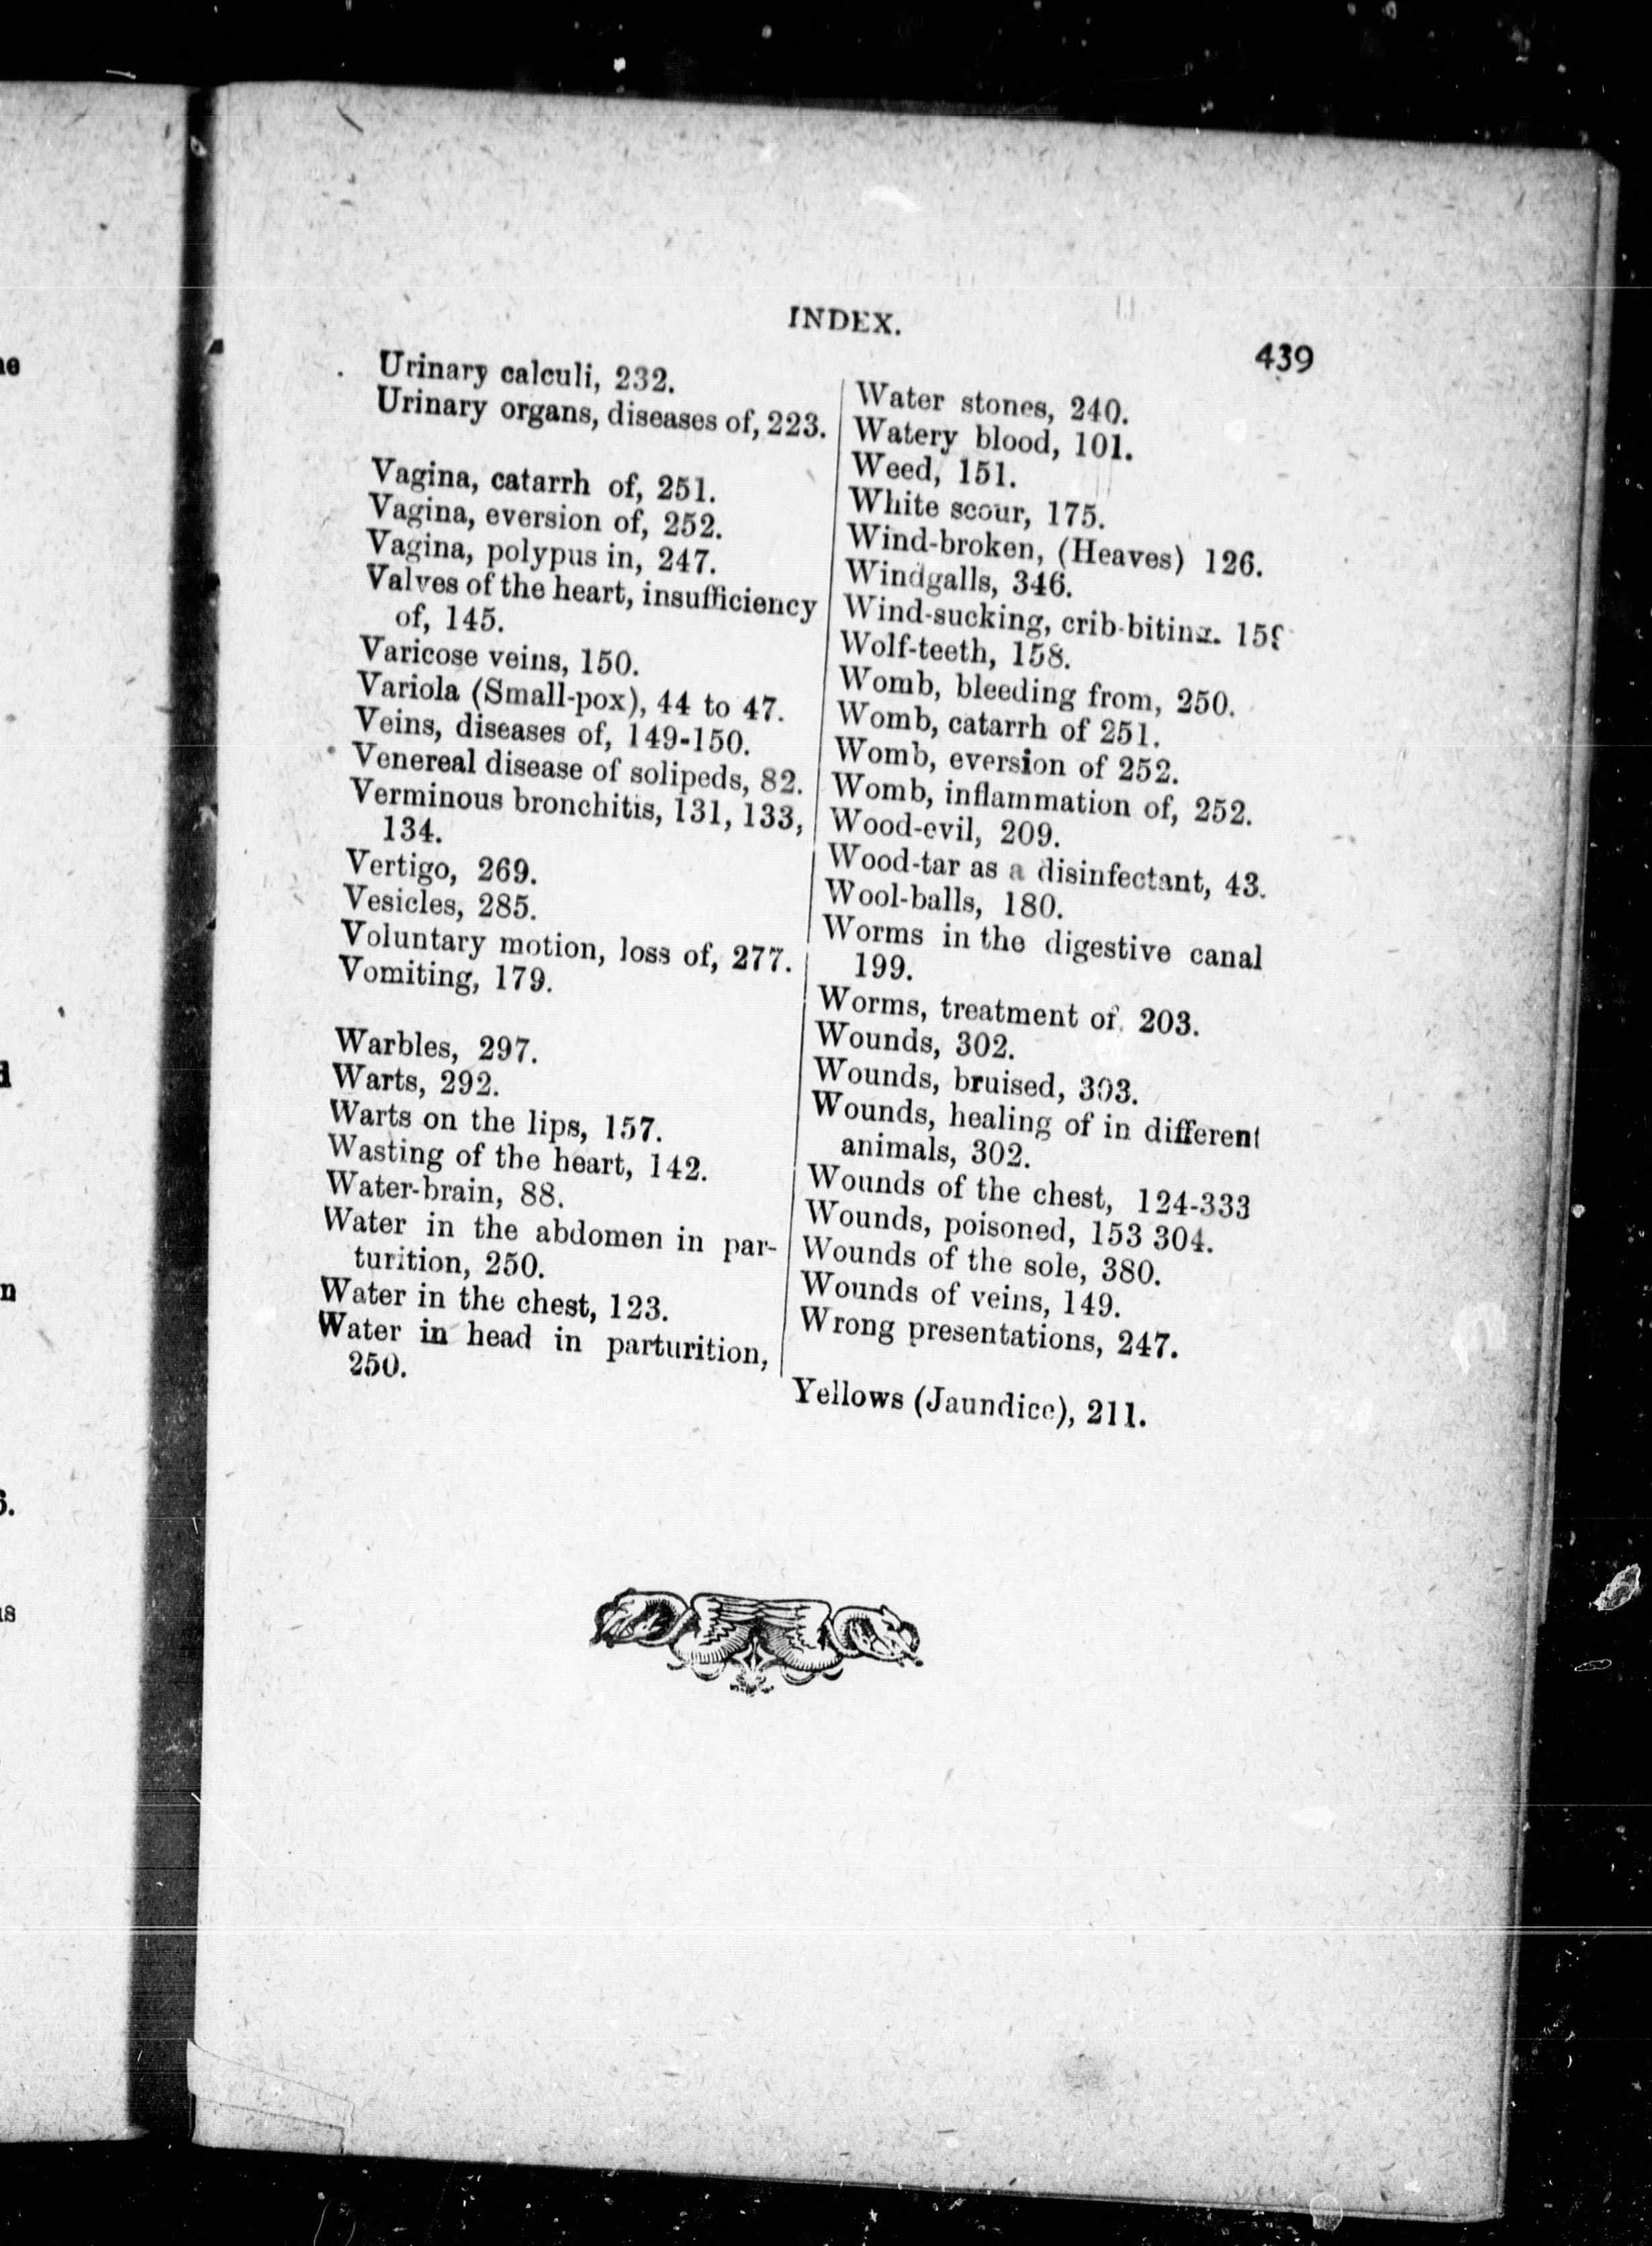 INDEX.
439
Urinary calculi, 232.
Urinary organs, diseases of, 223.
Vagina, catarrh of, 251.
Vagina, eversion of, 252.
Vagina, polypus in, 247.
Valves of the heart, insufficiency
of, 145.
Varicose veins, 150.
Variola (Small-pox), 44 to 47.
Veins, diseases of, 149-150.
Venereal disease of solipeds, 82.
Verminous bronchitis, 131, 133,
134.
Vertigo, 269.
Vesicles, 285.
Voluntary motion, loss of, 277.
Vomiting, 179.
Warbles, 297.
Warts, 292.
Warts on the lips, 157.
Wasting of the heart, 142.
Water-brain, 88.
Water in the abdomen in par-
turition, 250.
Water in the chest, 123.
Water in head in parturition,
250.
Water stones, 240.
Watery blood, 101.
Weed, 151.
White scour, 175.
Wind-broken, (Heaves) 126.
Windgalls, 346.
Wind-sucking, crib-biting.
Wolf-teeth, 158.
Womb, bleeding from, 250.
Womb, catarrh of 251.
Womb, eversion of 252.
Womb, inflammation of, 252.
Wood-evil, 209.
Wood-tar as a disinfectant, 43.
Wool-balls, 180.
Worms in the digestive canal
199.
Worms, treatment of, 203.
Wounds, 302.
Wounds, bruised, 303.
Wounds, healing of in different
animals, 302.
Wounds of the chest, 124-333
Wounds, poisoned, 153 304.
Wounds of the sole, 380.
Wounds of veins, 149.
Wrong presentations, 247.
Yellows (Jaundice), 211.